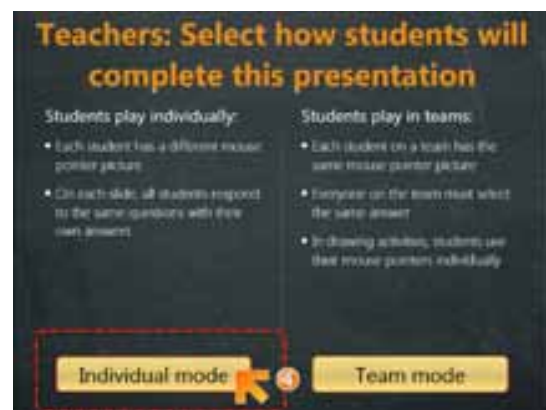 Teachers: Select how students will
complete this presentation
Students play individually:
• Each student has a different mouse
pointer picture
• On each slide, all students respond
to the same questions with their
own answers
Students play in teams:
• Each student on a team has the
same mouse pointer picture
• Everyone on the team must select
the same answer
• In drawing activities, students use
their mouse pointers individually
Individual mode
Team mode